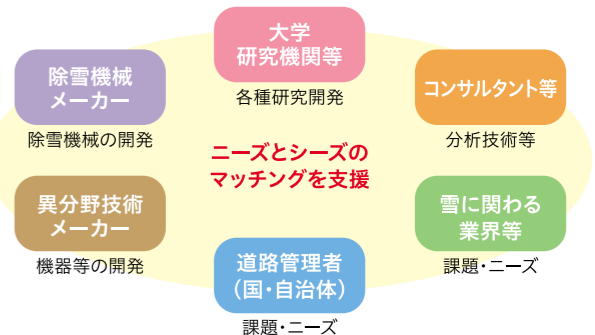 大学
研究機関等
各種研究開発
除雪機械
メーカー
除雪機械の開発
コンサルタント等
分析技術等
ニーズとシーズの
マッチングを支援
異分野技術
メーカー
機器等の開発
雪に関わる
業界等
課題・ニーズ
道路管理者
（国・自治体）
課題・ニーズ